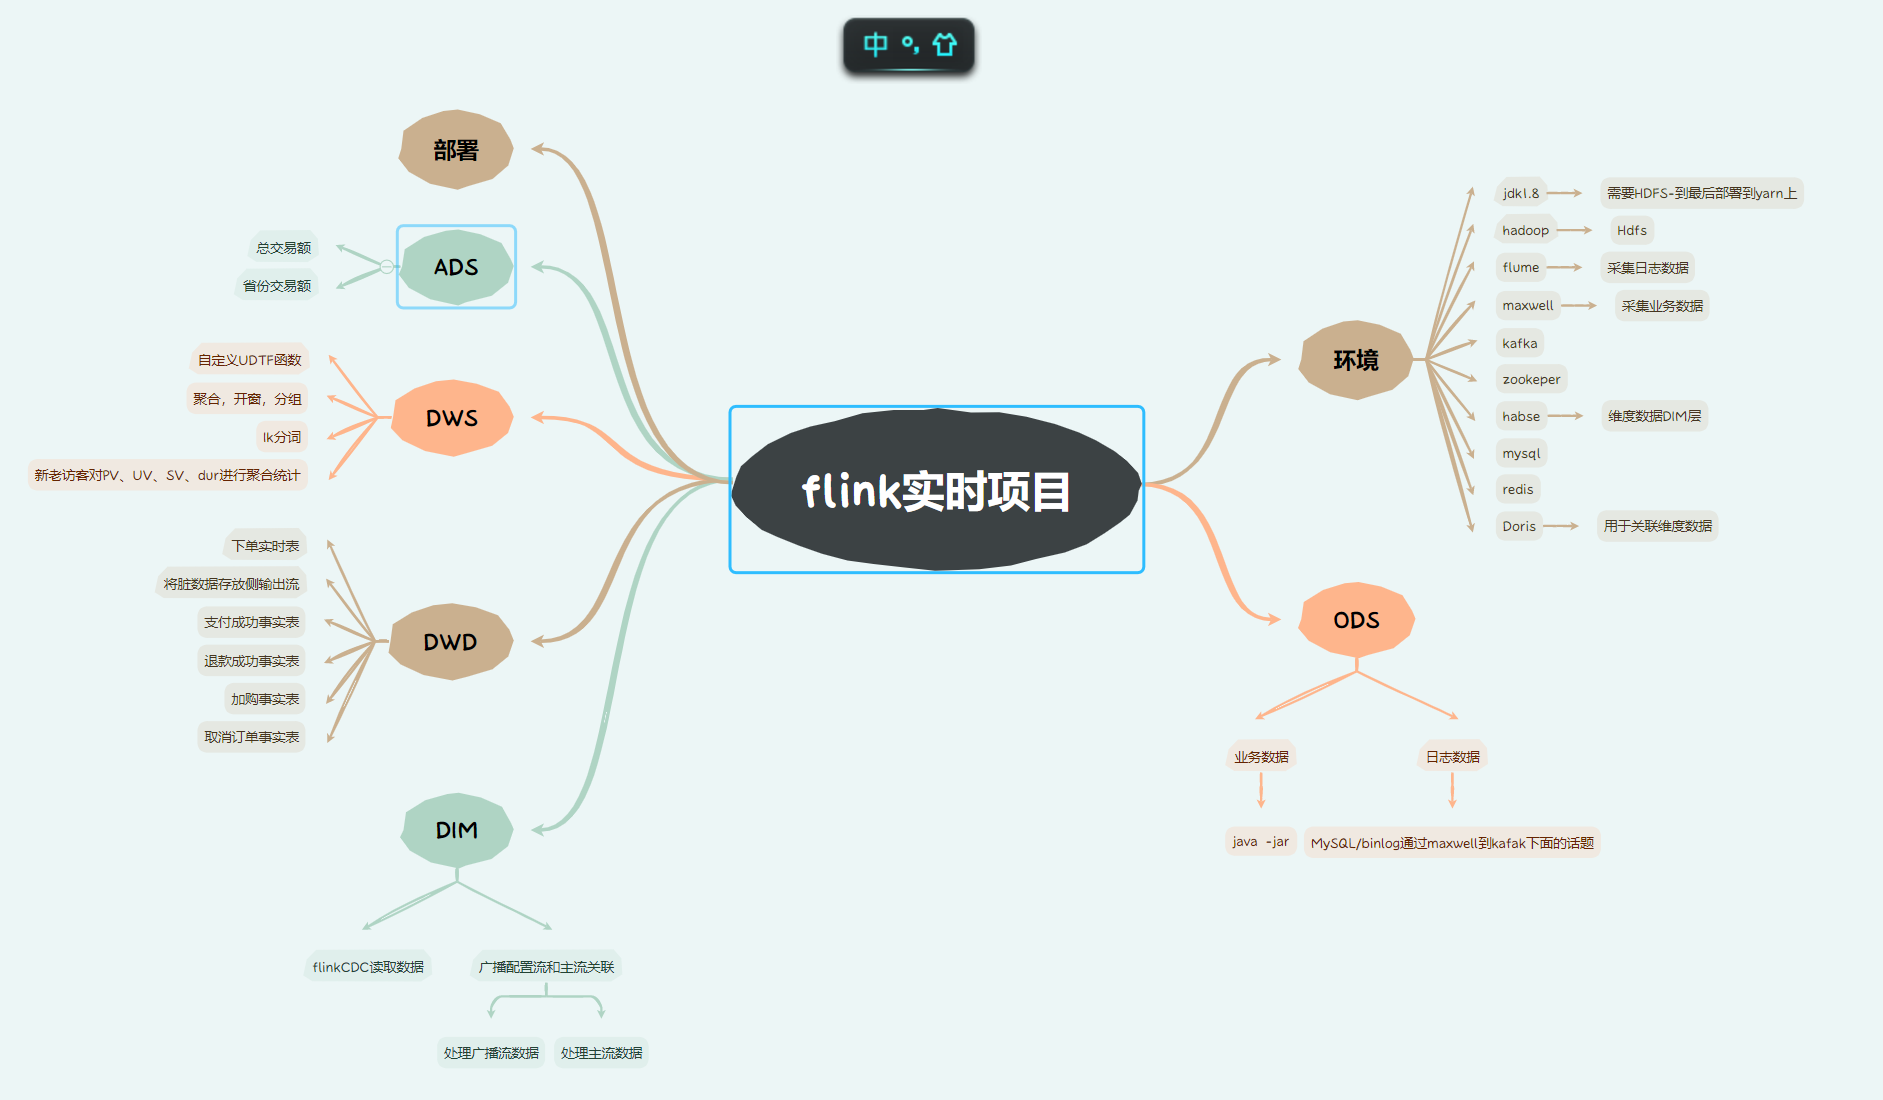 中 °,
部署
ADS
总交易额
省份交易额
DWS
自定义UDTF函数
聚合，开窗，分组
Ik分词
新老访客对PV、UV、SV、dur进行聚合统计
DWD
下单实时表
将脏数据存放侧输出流
支付成功事实表
退款成功事实表
加购事实表
取消订单事实表
DIM
flinkCDC读取数据
广播配置流和主流关联
处理广播流数据
处理主流数据
flink实时项目
环境
jdk1.8
需要HDFS-到最后部署到yarn上
hadoop
Hdfs
flume
采集日志数据
maxwell
采集业务数据
kafka
zookeper
habse
维度数据DIM层
mysql
redis
Doris
用于关联维度数据
ODS
业务数据
日志数据
java -jar
MySQL/binlog通过maxwell到kafak下面的话题